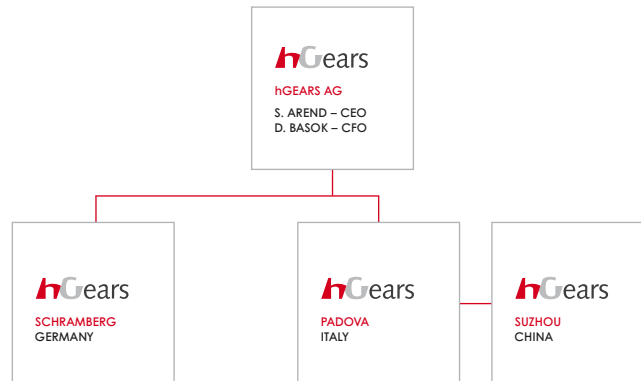 hGears
hGEARS AG
S. AREND – CEO
D. BASOK – CFO
hGears
SCHRAMBERG
GERMANY
hGears
PADOVA
ITALY
hGears
SUZHOU
CHINA